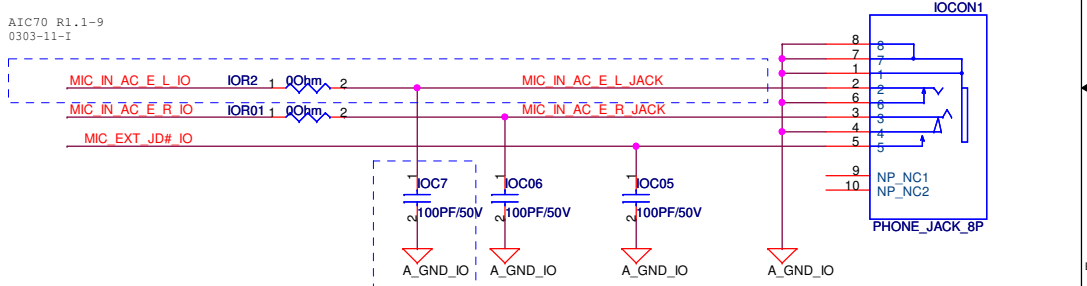 IOCON1
AIC70 R1.1-9
0303-11-I
8 8
7 7
MIC_IN_AC_E_L_IO IOR2 1 0Ohm 2 MIC_IN_AC_E_L_JACK 1 1
2 2
6 6
MIC_IN_AC_E_R_IO IOR01 1 0Ohm 2 MIC_IN_AC_E_R_JACK 3 3
4 4
MIC_EXT_JD#_IO 5 5
9 NP_NC1
10 NP_NC2
1 IOC7 1 IOC06 1 IOC05
2 100PF/50V 2 100PF/50V 2 100PF/50V
PHONE_JACK_8P
A_GND_IO A_GND_IO A_GND_IO A_GND_IO